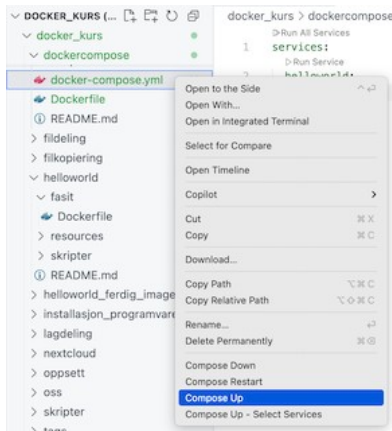 DOCKER_KURS (...
docker_kurs
dockercompose
docker-compose.yml
Dockerfile
README.md
fildeling
filkopiering
helloworld
fasit
Dockerfile
resources
skripter
README.md
helloworld_ferdig_image
installasjon_programvare
lagdeling
nextcloud
oppsett
oss
skripter
tags
docker_kurs > dockercompose
Run All Services
1 services:
Run Service
2 helloworld:
Open to the Side ^⏎
Open With...
Open in Integrated Terminal
Select for Compare
Open Timeline
Copilot >
Cut ⌘ X
Copy ⌘ C
Download...
Copy Path ⌥ ⌘ C
Copy Relative Path ⌥ ⇧ ⌘ C
Rename... ⏎
Delete Permanently ⌘ ⌫
Compose Down
Compose Restart
Compose Up
Compose Up - Select Services